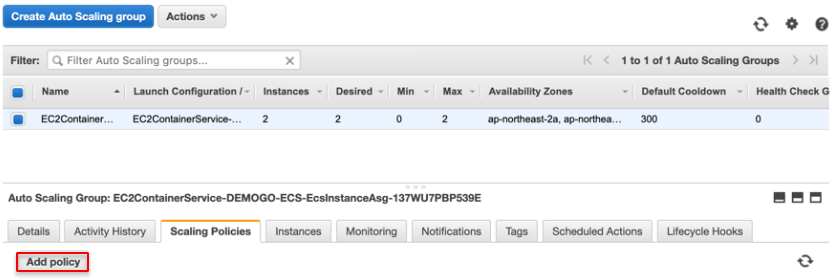 Create Auto Scaling group Actions
Filter: Filter Auto Scaling groups... 1 to 1 of 1 Auto Scaling Groups
Name Launch Configuration / Instances Desired Min Max Availability Zones Default Cooldown Health Check G
EC2Container... EC2ContainerService-... 2 2 0 2 ap-northeast-2a, ap-northea... 300 0
Auto Scaling Group: EC2ContainerService-DEMOGO-ECS-EcsInstanceAsg-137WU7PBP539E
Details Activity History Scaling Policies Instances Monitoring Notifications Tags Scheduled Actions Lifecycle Hooks
Add policy